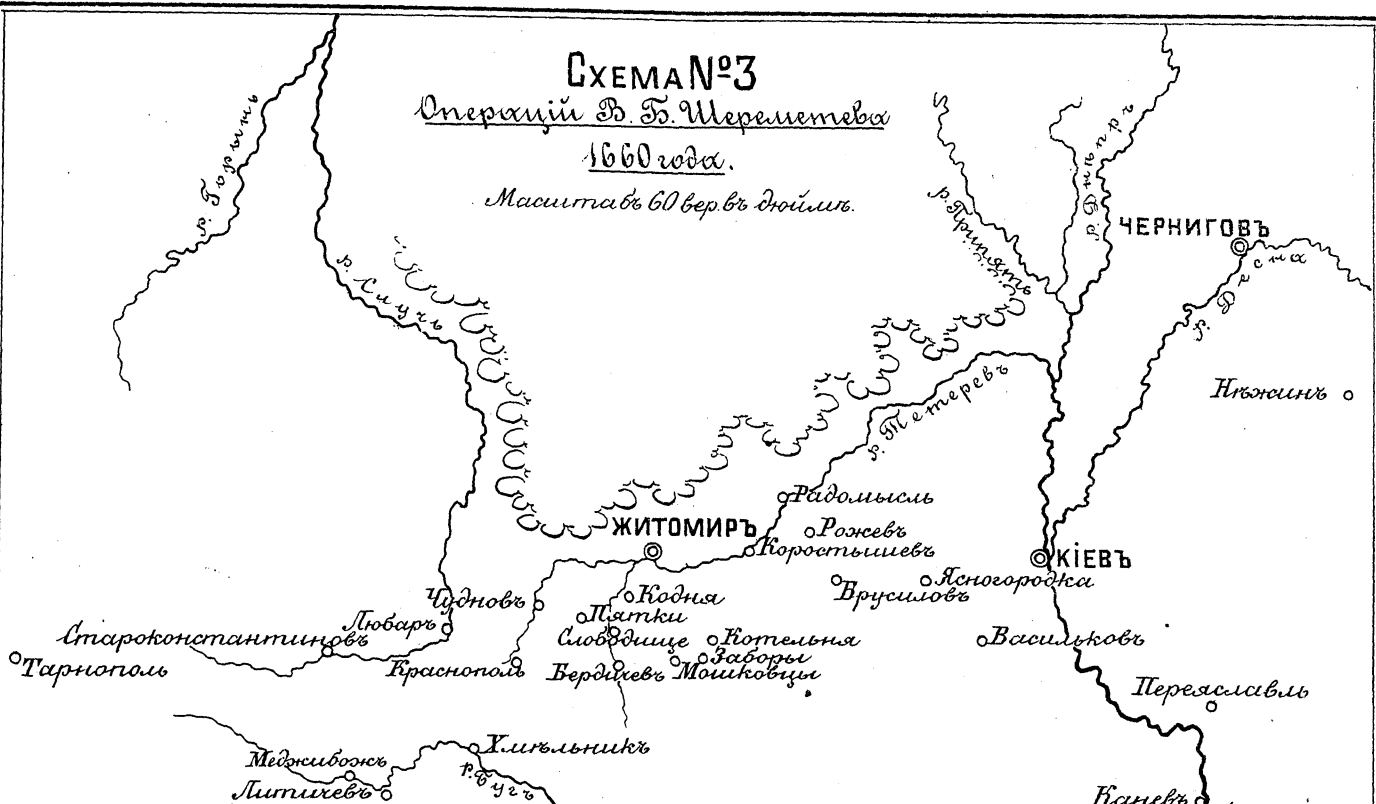 Схема №3
Операцій В. Б. Шереметева
1660 года.
Масштабъ 60 вер. въ дюймѣ.
р. Горынь
р. Случь
р. Припять
р. Днѣпръ
ЧЕРНИГОВЪ
р. Десна
Нѣжинъ
р. Тетеревъ
Радомысль
ЖИТОМИРЪ
Рожевъ
Коростышевъ
КІЕВЪ
Ясногородка
Брусиловъ
Чудновъ
Кодня
Пятки
Любаръ
Староконстантиновъ
Слободище
Котельня
Васильковъ
Тарнополь
Краснополь
Бердичевъ
Заборы
Мошковцы
Переяславль
Хмѣльникъ
Меджибожъ
р. Бугъ
Литичевъ
Каневъ